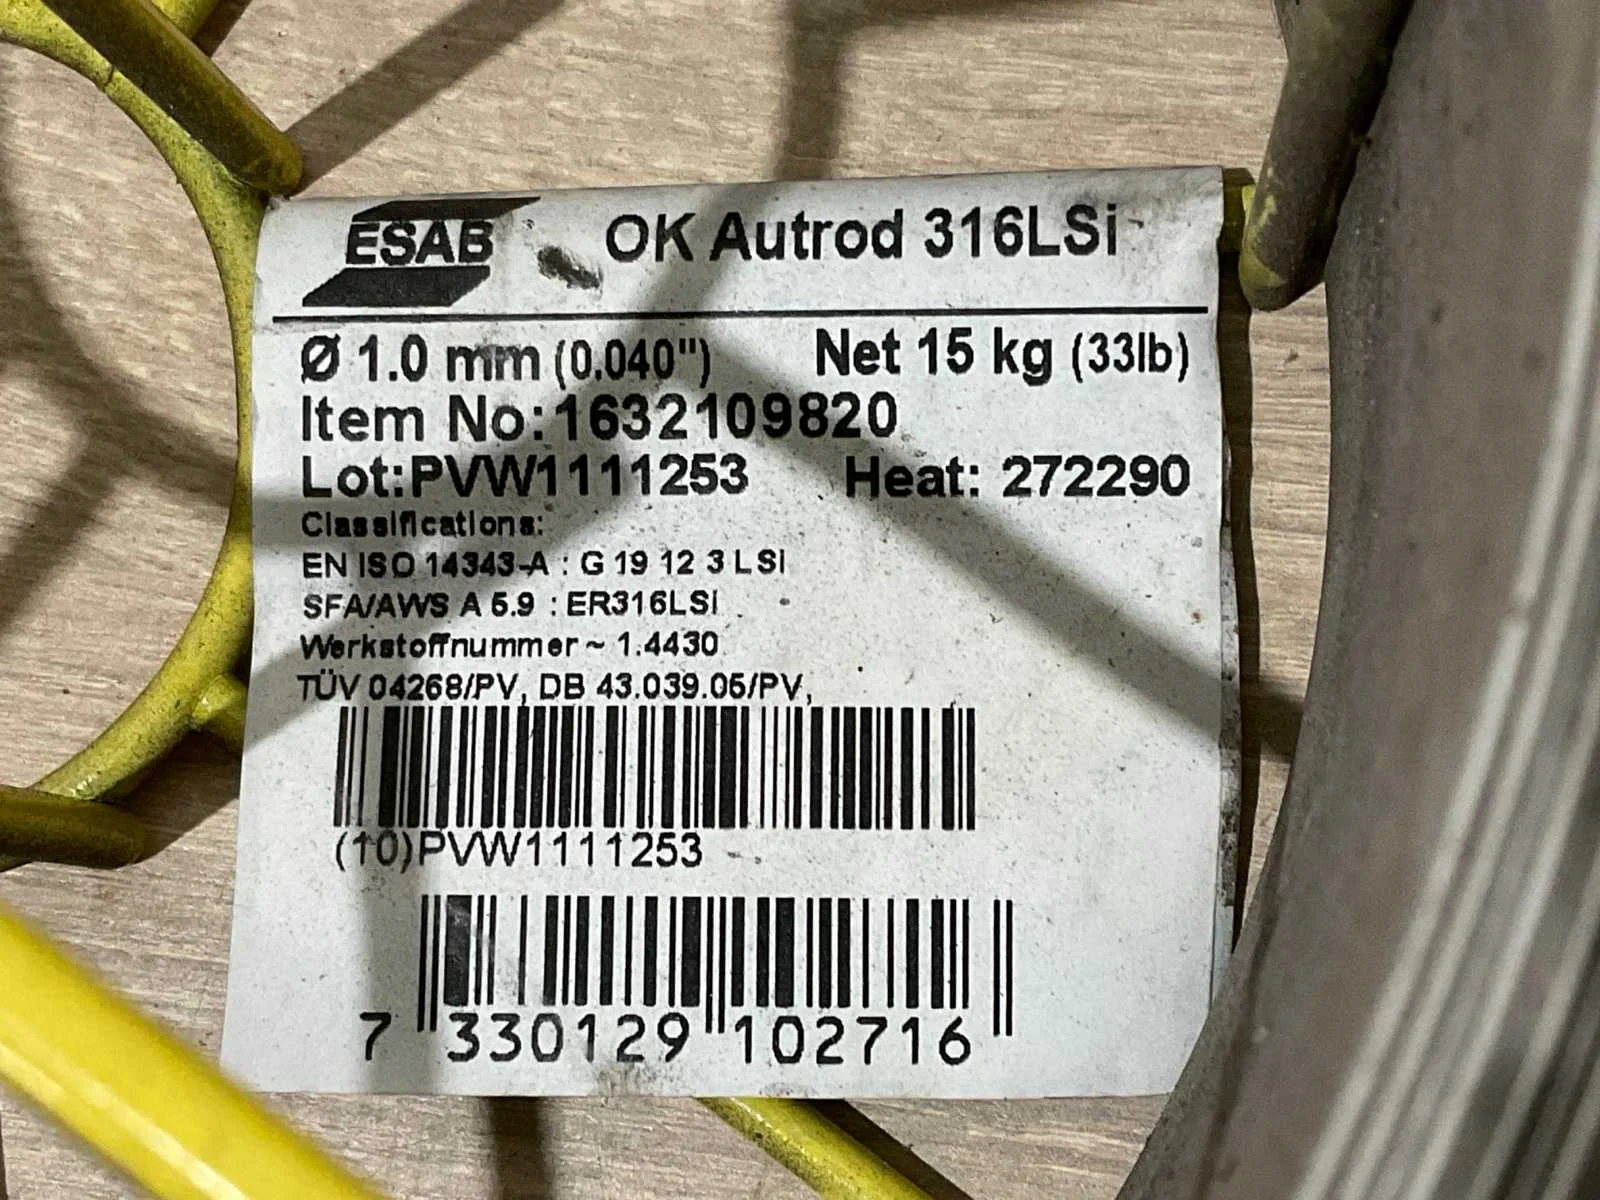 ESAB OK Autrod 316LSi
Ø 1.0 mm (0.040") Net 15 kg (33lb)
Item No:1632109820
Lot:PVW1111253 Heat: 272290
Classifications:
EN ISO 14343-A : G 19 12 3 L Si
SFA/AWS A 5.9 : ER316LSi
Werkstoffnummer ~ 1.4430
TÜV 04268/PV, DB 43.039.05/PV,
(10)PVW1111253
7 330129 102716